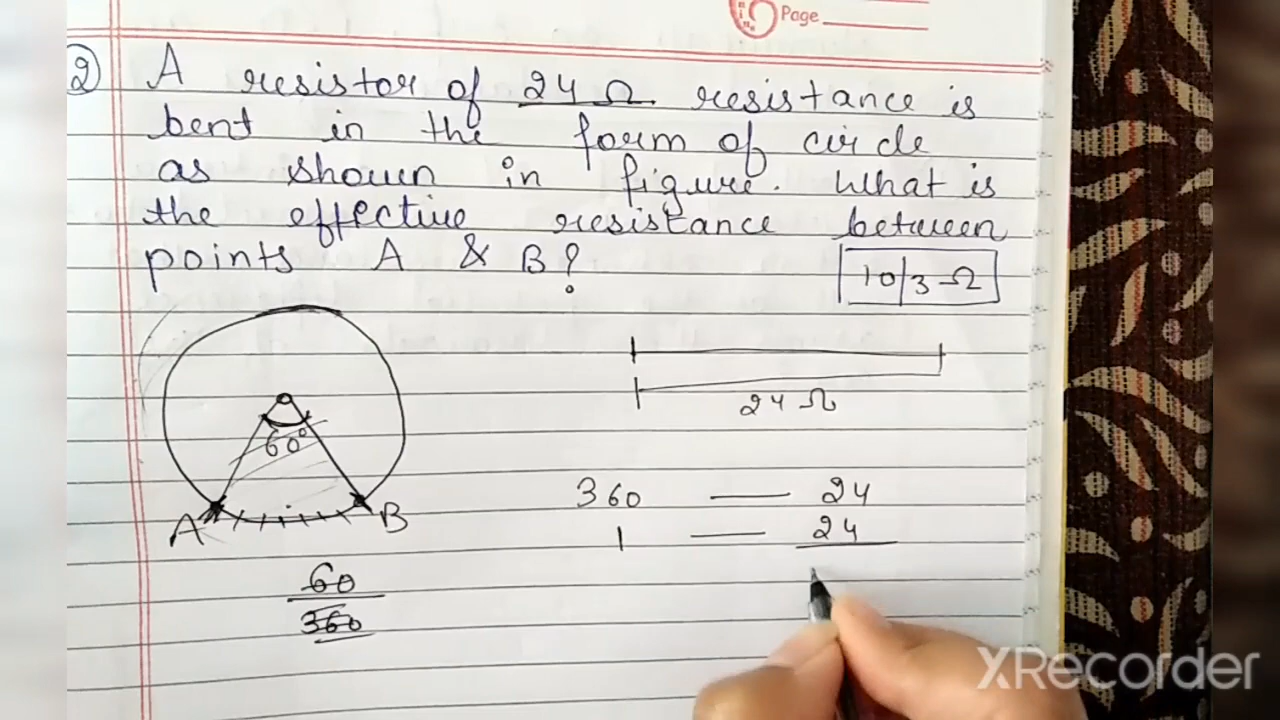 Page
2 A resistor of 24 Ω resistance is
bent in the form of circle
as shown in figure. What is
the effective resistance between
points A & B?
10/3 Ω
24 Ω
60°
A B
360 — 24
1 — 24
60
360
XRecorder